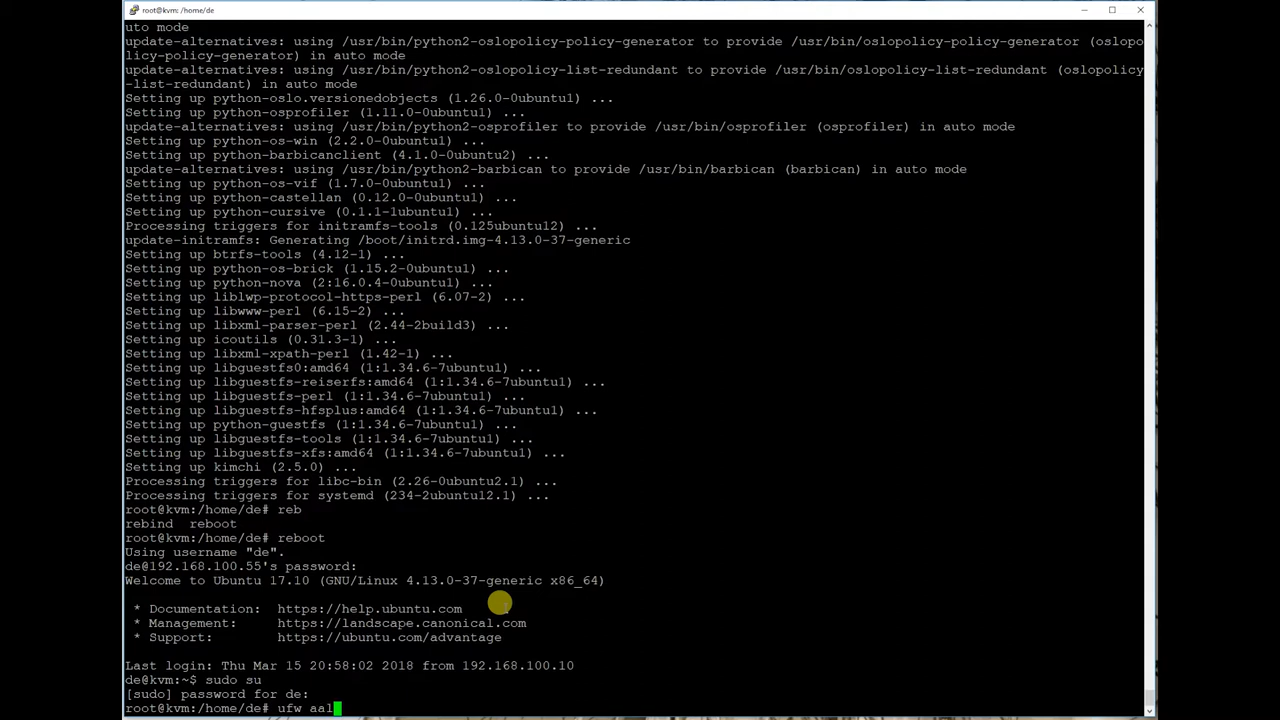 root@kvm: /home/de
uto mode
update-alternatives: using /usr/bin/python2-oslopolicy-policy-generator to provide /usr/bin/oslopolicy-policy-generator (oslopo
licy-policy-generator) in auto mode
update-alternatives: using /usr/bin/python2-oslopolicy-list-redundant to provide /usr/bin/oslopolicy-list-redundant (oslopolicy
-list-redundant) in auto mode
Setting up python-oslo.versionedobjects (1.26.0-0ubuntu1) ...
Setting up python-osprofiler (1.11.0-0ubuntu1) ...
update-alternatives: using /usr/bin/python2-osprofiler to provide /usr/bin/osprofiler (osprofiler) in auto mode
Setting up python-os-win (2.2.0-0ubuntu1) ...
Setting up python-barbicanclient (4.1.0-0ubuntu2) ...
update-alternatives: using /usr/bin/python2-barbican to provide /usr/bin/barbican (barbican) in auto mode
Setting up python-os-vif (1.7.0-0ubuntu1) ...
Setting up python-castellan (0.12.0-0ubuntu1) ...
Setting up python-cursive (0.1.1-1ubuntu1) ...
Processing triggers for initramfs-tools (0.125ubuntu12) ...
update-initramfs: Generating /boot/initrd.img-4.13.0-37-generic
Setting up btrfs-tools (4.12-1) ...
Setting up python-os-brick (1.15.2-0ubuntu1) ...
Setting up python-nova (2:16.0.4-0ubuntu1) ...
Setting up liblwp-protocol-https-perl (6.07-2) ...
Setting up libwww-perl (6.15-2) ...
Setting up libxml-parser-perl (2.44-2build3) ...
Setting up icoutils (0.31.3-1) ...
Setting up libxml-xpath-perl (1.42-1) ...
Setting up libguestfs0:amd64 (1:1.34.6-7ubuntu1) ...
Setting up libguestfs-reiserfs:amd64 (1:1.34.6-7ubuntu1) ...
Setting up libguestfs-perl (1:1.34.6-7ubuntu1) ...
Setting up libguestfs-hfsplus:amd64 (1:1.34.6-7ubuntu1) ...
Setting up python-guestfs (1:1.34.6-7ubuntu1) ...
Setting up libguestfs-tools (1:1.34.6-7ubuntu1) ...
Setting up libguestfs-xfs:amd64 (1:1.34.6-7ubuntu1) ...
Setting up kimchi (2.5.0) ...
Processing triggers for libc-bin (2.26-0ubuntu2.1) ...
Processing triggers for systemd (234-2ubuntu12.1) ...
root@kvm:/home/de# reb
rebind  reboot
root@kvm:/home/de# reboot
Using username "de".
de@192.168.100.55's password:
Welcome to Ubuntu 17.10 (GNU/Linux 4.13.0-37-generic x86_64)
* Documentation:  https://help.ubuntu.com
* Management:     https://landscape.canonical.com
* Support:        https://ubuntu.com/advantage
Last login: Thu Mar 15 20:58:02 2018 from 192.168.100.10
de@kvm:~$ sudo su
[sudo] password for de:
root@kvm:/home/de# ufw aal